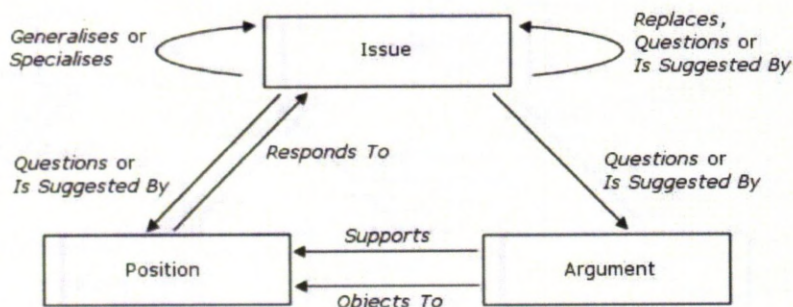 Generalises or
Specialises
Issue
Replaces,
Questions or
Is Suggested By
Questions or
Is Suggested By
Responds To
Questions or
Is Suggested By
Position
Supports
Objects To
Argument